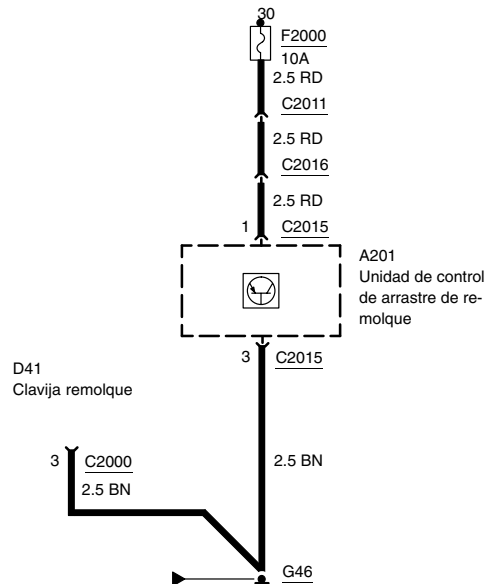 30
F2000
10A
2.5 RD
C2011
2.5 RD
C2016
2.5 RD
1 C2015
A201
Unidad de control
de arrastre de re-
molque
3 C2015
D41
Clavija remolque
3 C2000
2.5 BN
2.5 BN
G46